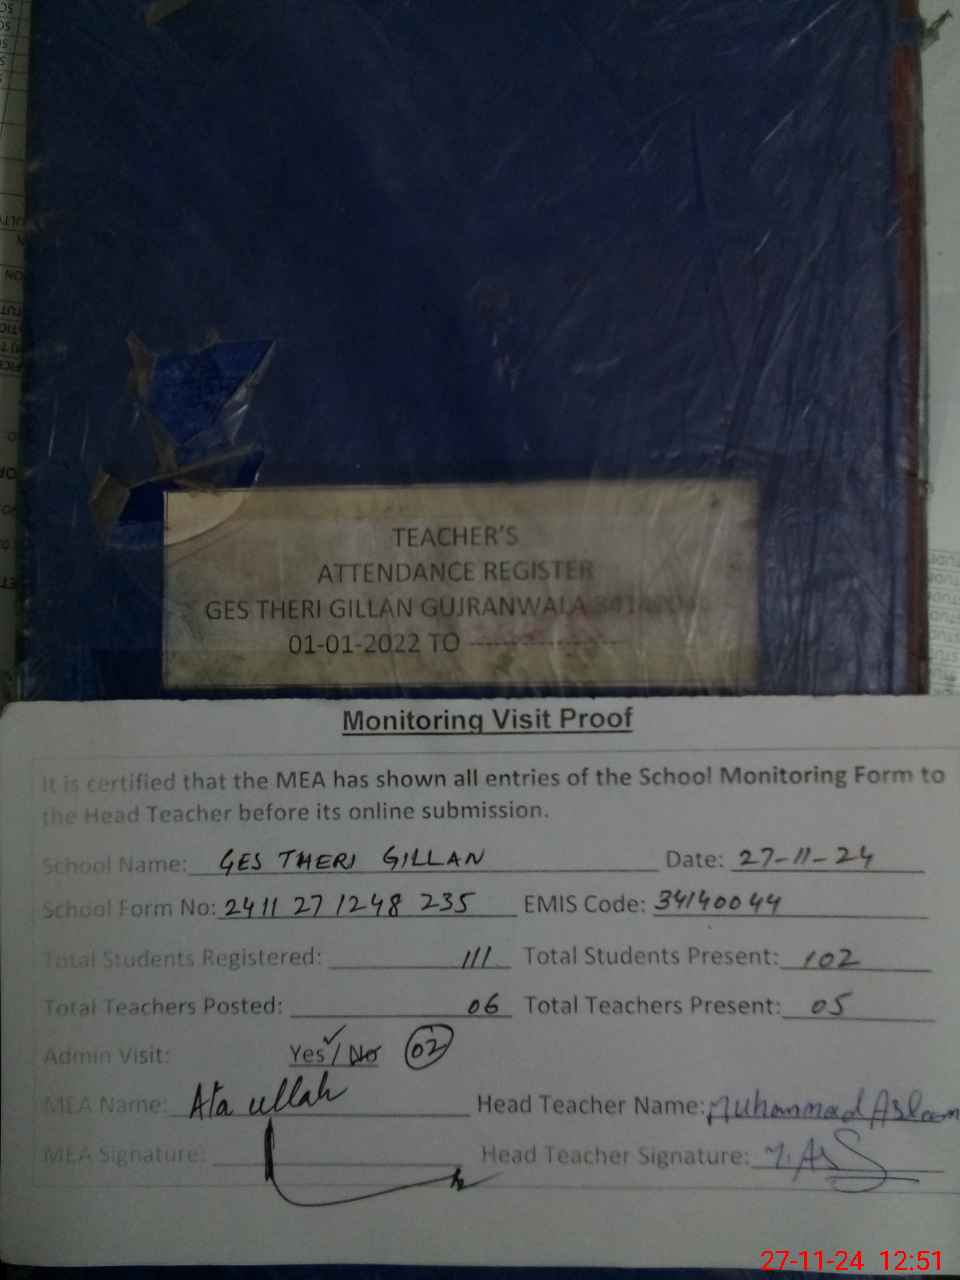 TEACHER'S
ATTENDANCE REGISTER
GES THERI GILLAN GUJRANWALA
01-01-2022 TO ------------------
Monitoring Visit Proof
It is certified that the MEA has shown all entries of the School Monitoring Form to
the Head Teacher before its online submission.
School Name: GES THERI GILLAN Date: 27-11-24
School Form No: 2411 27 1248 235 EMIS Code: 34140044
Total Students Registered: 111 Total Students Present: 102
Total Teachers Posted: 06 Total Teachers Present: 05
Admin Visit: Yes / No 02
MEA Name: Ata ullah Head Teacher Name: Muhammad Aslam
MEA Signature: Head Teacher Signature:
27-11-24 12:51